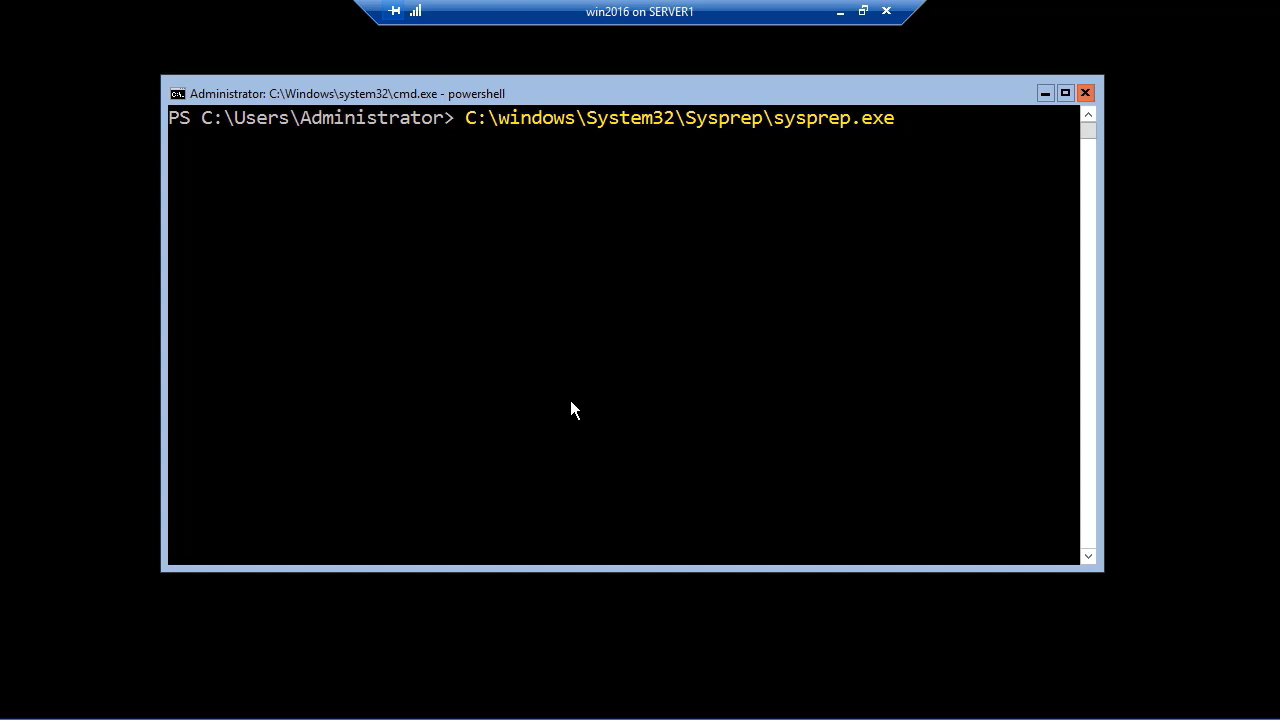 win2016 on SERVER1
Administrator: C:\Windows\system32\cmd.exe - powershell
PS C:\Users\Administrator> C:\windows\System32\Sysprep\sysprep.exe